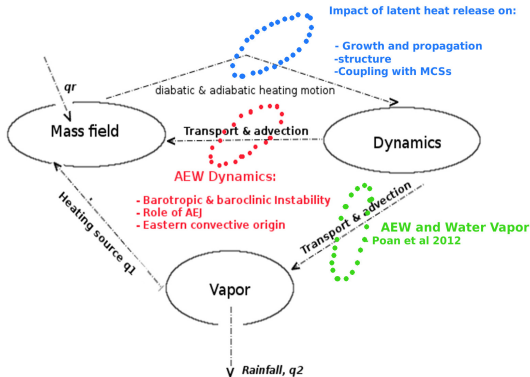 Impact of latent heat release on:
- Growth and propagation
-structure
-Coupling with MCSs
qr
diabatic & adiabatic heating motion
Mass field
Transport & advection
Dynamics
AEW Dynamics:
- Barotropic & baroclinic Instability
- Role of AEJ
- Eastern convective origin
Heating source q1
Transport & advection
AEW and Water Vapor
- Poan et al 2012
Vapor
Rainfall, q2